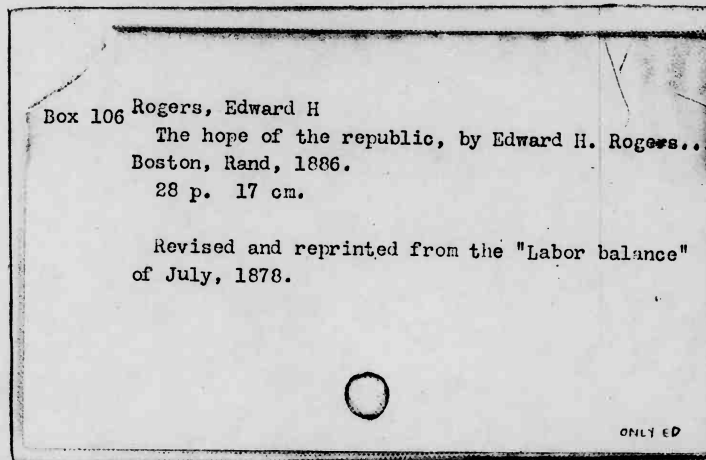 Box 106 Rogers, Edward H
The hope of the republic, by Edward H. Rogers...
Boston, Rand, 1886.
28 p. 17 cm.
Revised and reprinted from the "Labor balance"
of July, 1878.
ONLY ED